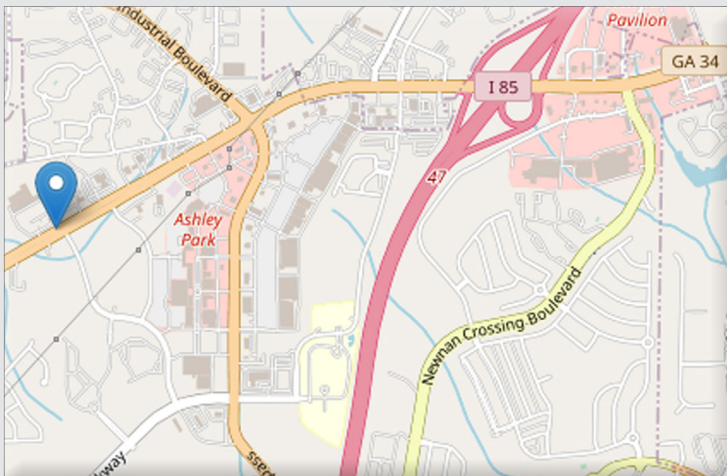 Industrial Boulevard
Pavilion
GA 34
I 85
47
Ashley
Park
Newnan Crossing Boulevard